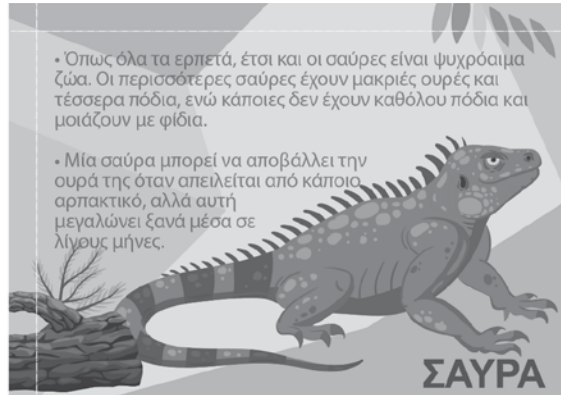 • Όπως όλα τα ερπετά, έτσι και οι σαύρες είναι ψυχρόαιμα
ζώα. Οι περισσότερες σαύρες έχουν μακριές ουρές και
τέσσερα πόδια, ενώ κάποιες δεν έχουν καθόλου πόδια και
μοιάζουν με φίδια.
• Μία σαύρα μπορεί να αποβάλλει την
ουρά της όταν απειλείται από κάποιο
αρπακτικό, αλλά αυτή
μεγαλώνει ξανά μέσα σε
λίγους μήνες.
ΣΑΥΡΑ